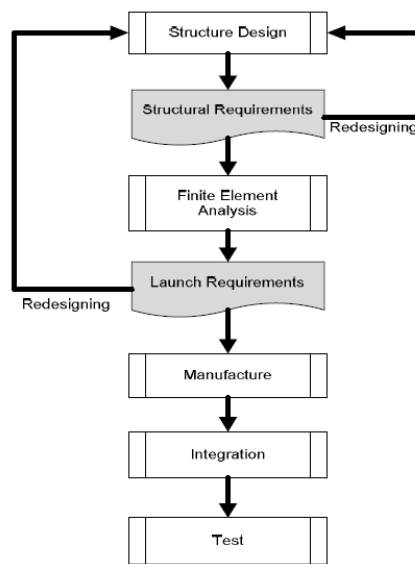 Structure Design
Structural Requirements
Redesigning
Finite Element
Analysis
Launch Requirements
Redesigning
Manufacture
Integration
Test